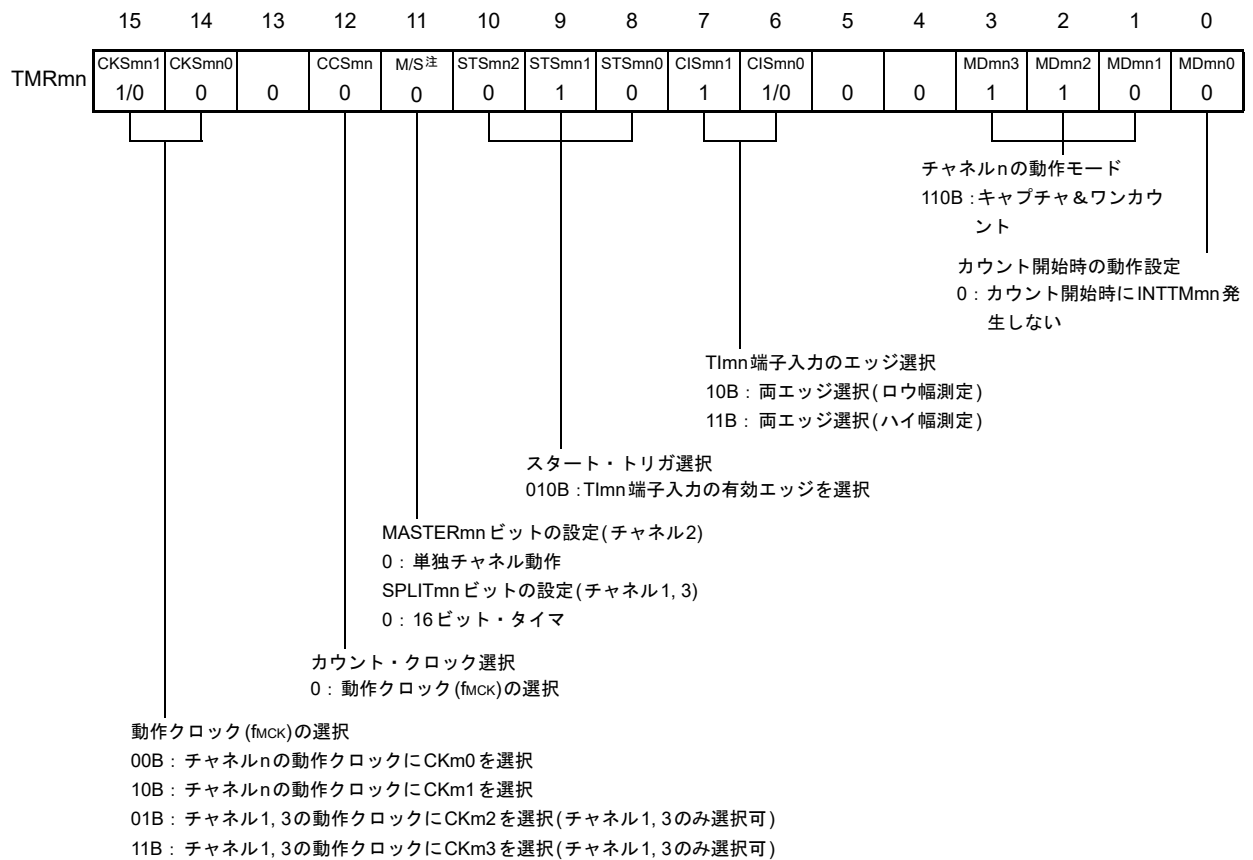 15 14 13 12 11 10 9 8 7 6 5 4 3 2 1 0
TMRmn
CKSmn1 CKSmn0 CCSmn M/S注 STSmn2 STSmn1 STSmn0 CISmn1 CISmn0 MDmn3 MDmn2 MDmn1 MDmn0
1/0 0 0 0 0 0 1 0 1 1/0 0 0 1 1 0 0
チャネルnの動作モード
110B：キャプチャ＆ワンカウ
ント
カウント開始時の動作設定
0：カウント開始時にINTTMmn発
生しない
TImn端子入力のエッジ選択
10B：両エッジ選択(ロウ幅測定)
11B：両エッジ選択(ハイ幅測定)
スタート・トリガ選択
010B：TImn端子入力の有効エッジを選択
MASTERmnビットの設定(チャネル2)
0：単独チャネル動作
SPLITmnビットの設定(チャネル1, 3)
0：16ビット・タイマ
カウント・クロック選択
0：動作クロック(fMCK)の選択
動作クロック(fMCK)の選択
00B：チャネルnの動作クロックにCKm0を選択
10B：チャネルnの動作クロックにCKm1を選択
01B：チャネル1, 3の動作クロックにCKm2を選択(チャネル1, 3のみ選択可)
11B：チャネル1, 3の動作クロックにCKm3を選択(チャネル1, 3のみ選択可)